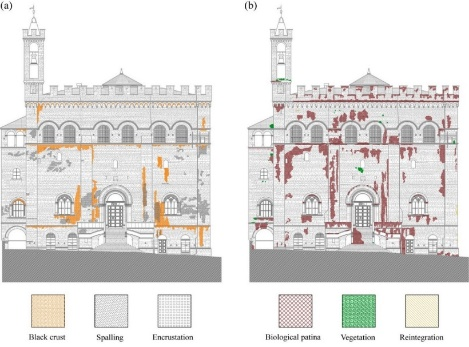 (a)
(b)
Black crust
Spalling
Encrustation
Biological patina
Vegetation
Reintegration